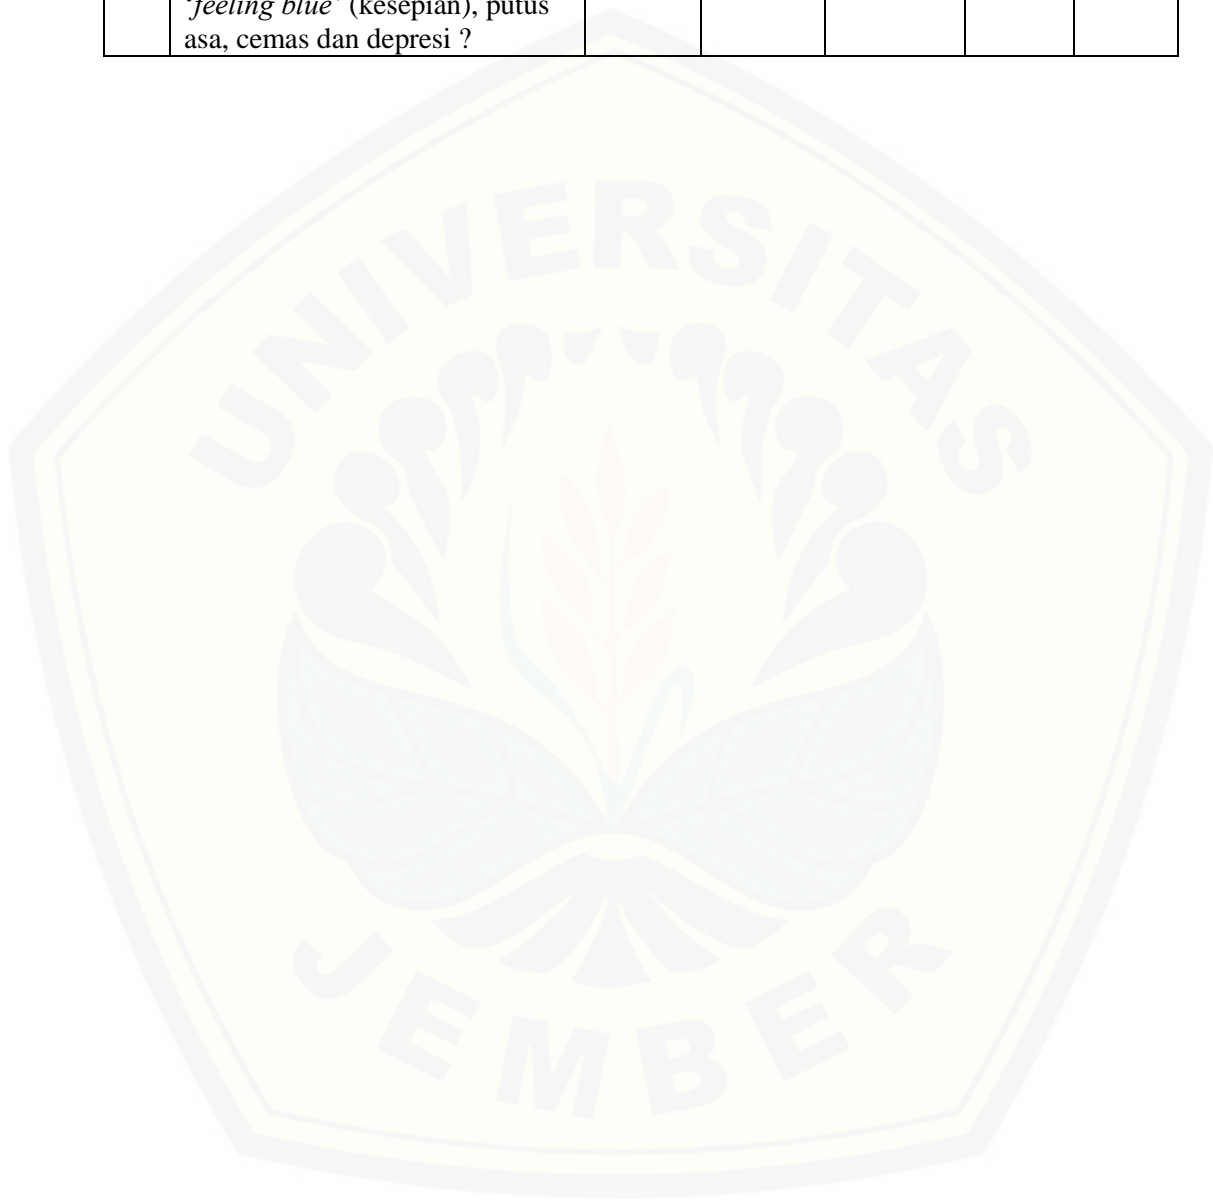 ‘feeling blue’ (kesepian), putus
asa, cemas dan depresi ?
UNIVERSITAS
JEMBER